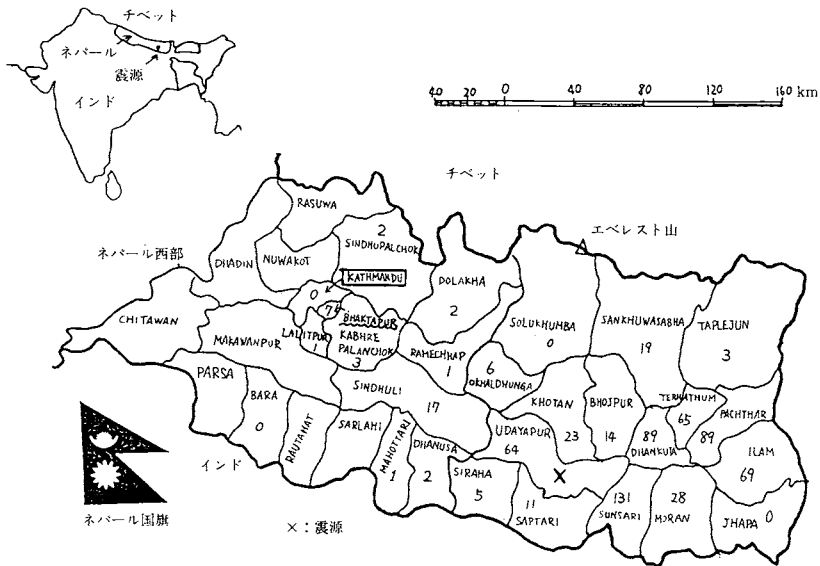 チベット
ネパール
震源
インド
40 20 0 40 80 120 160 km
チベット
エベレスト山
ネパール西部
RASUWA
2
SINDHUPALCHOK
DHADIN
NUWAKOT
KATHMANDU
0
DOLAKHA
2
CHITAWAN
MAKAWANPUR
LALITPUR
1
BHAKTAPUR
KABHRE
PALANCHOK
3
RAMECHHAP
1
SOLUKHUMBA
0
SANKHUWASABHA
19
TAPLEJUN
3
6
OKHALDHUNGA
PARSA
BARA
0
RAUTAHAT
SARLAHI
SINDHULI
17
MAHOTTARI
1
DHANUSA
2
SIRAHA
5
UDAYAPUR
64
KHOTAN
23
BHOJPUR
14
89
DHANKUTA
TERHATHUM
65
PACHTHAR
89
ILAM
69
11
SAPTARI
131
SUNSARI
28
MORAN
JHAPA 0
インド
ネパール国旗
×:震源